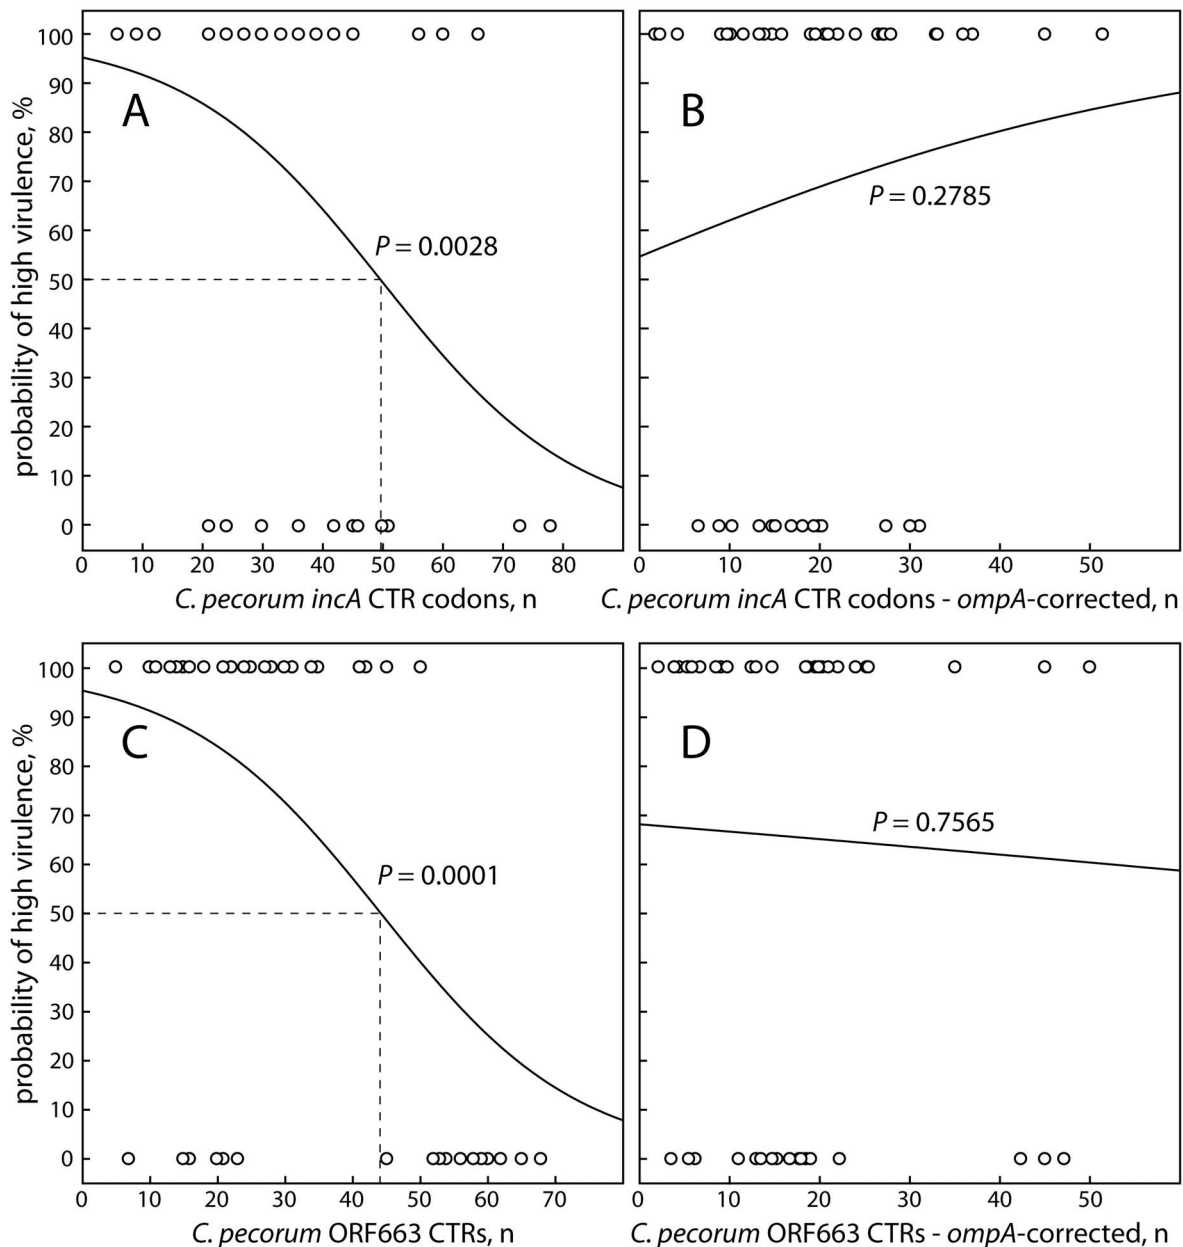 probability of high virulence, %
100
90
80
70
60
50
40
30
20
10
0
A
P = 0.0028
0 10 20 30 40 50 60 70 80
C. pecorum incA CTR codons, n
B
P = 0.2785
0 10 20 30 40 50
C. pecorum incA CTR codons - ompA-corrected, n
probability of high virulence, %
100
90
80
70
60
50
40
30
20
10
0
C
P = 0.0001
0 10 20 30 40 50 60 70
C. pecorum ORF663 CTRs, n
D
P = 0.7565
0 10 20 30 40 50
C. pecorum ORF663 CTRs - ompA-corrected, n